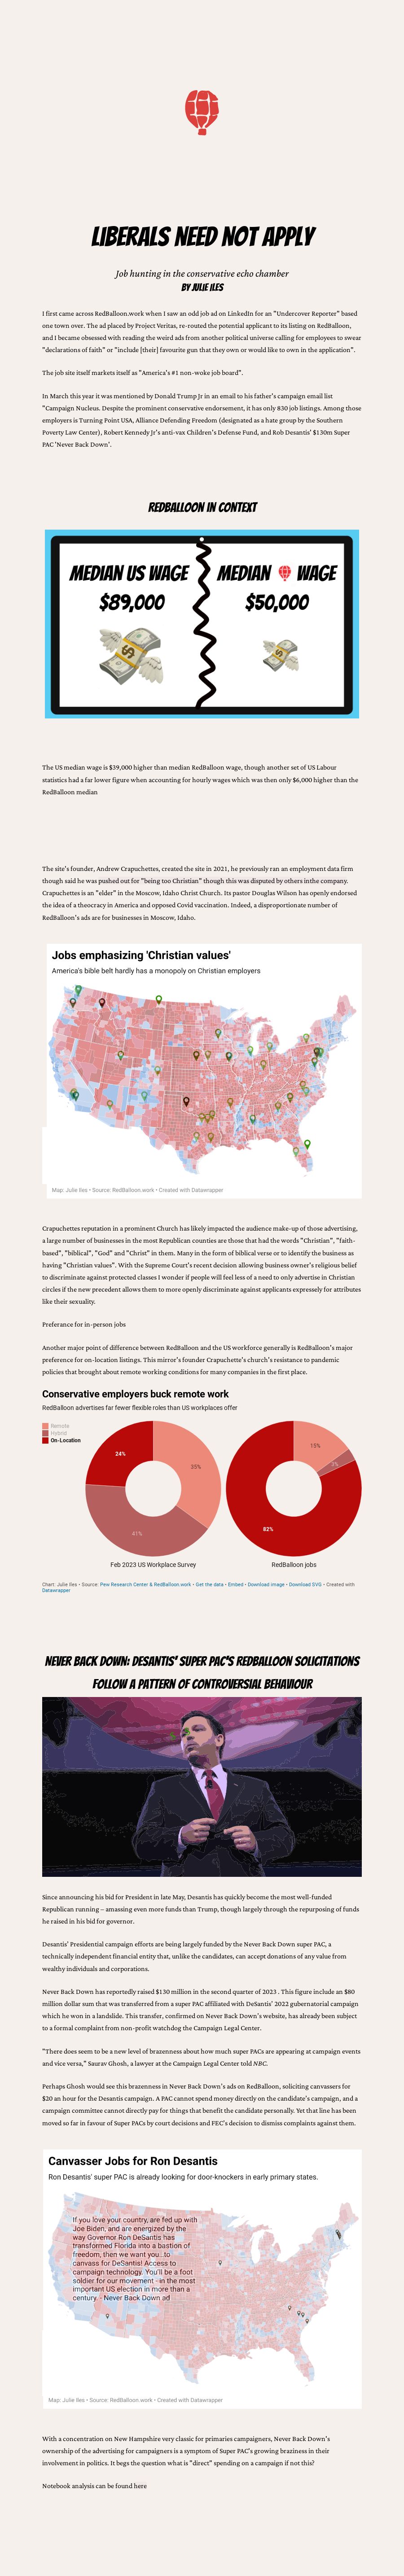 LIBERALS NEED NOT APPLY
Job hunting in the conservative echo chamber
BY JULIE ILES
I first came across RedBalloon.work when I saw an odd job ad on LinkedIn for an "Undercover Reporter" based
one town over. The ad placed by Project Veritas, re-routed the potential applicant to its listing on RedBalloon,
and I became obsessed with reading the weird ads from another political universe calling for employees to swear
"declarations of faith" or "include [their] favourite gun that they own or would like to own in the application".
The job site itself markets itself as "America's #1 non-woke job board".
In March this year it was mentioned by Donald Trump Jr in an email to his father's campaign email list
"Campaign Nucleus. Despite the prominent conservative endorsement, it has only 830 job listings. Among those
employers is Turning Point USA, Alliance Defending Freedom (designated as a hate group by the Southern
Poverty Law Center), Robert Kennedy Jr's anti-vax Children's Defense Fund, and Rob Desantis' $130m Super
PAC 'Never Back Down'.
REDBALLOON IN CONTEXT
MEDIAN US WAGE
$89,000
MEDIAN WAGE
$50,000
The US median wage is $39,000 higher than median RedBalloon wage, though another set of US Labour
statistics had a far lower figure when accounting for hourly wages which was then only $6,000 higher than the
RedBalloon median
The site's founder, Andrew Crapuchettes, created the site in 2021, he previously ran an employment data firm
though said he was pushed out for "being too Christian" though this was disputed by others inthe company.
Crapuchettes is an "elder" in the Moscow, Idaho Christ Church. Its pastor Douglas Wilson has openly endorsed
the idea of a theocracy in America and opposed Covid vaccination. Indeed, a disproportionate number of
RedBalloon's ads are for businesses in Moscow, Idaho.
Jobs emphasizing 'Christian values'
America's bible belt hardly has a monopoly on Christian employers
Map: Julie Iles • Source: RedBalloon.work • Created with Datawrapper
Crapuchettes reputation in a prominent Church has likely impacted the audience make-up of those advertising,
a large number of businesses in the most Republican counties are those that had the words "Christian", "faith-
based", "biblical", "God" and "Christ" in them. Many in the form of biblical verse or to identify the business as
having "Christian values". With the Supreme Court's recent decision allowing business owner's religious belief
to discriminate against protected classes I wonder if people will feel less of a need to only advertise in Christian
circles if the new precedent allows them to more openly discriminate against applicants expressely for attributes
like their sexuality.
Preferance for in-person jobs
Another major point of difference between RedBalloon and the US workforce generally is RedBalloon's major
preference for on-location listings. This mirror's founder Crapuchette's church's resistance to pandemic
policies that brought about remote working conditions for many companies in the first place.
Conservative employers buck remote work
RedBalloon advertises far fewer flexible roles than US workplaces offer
Remote
Hybrid
On-Location
24%
35%
41%
15%
3%
82%
Feb 2023 US Workplace Survey
RedBalloon jobs
Chart: Julie Iles • Source: Pew Research Center & RedBalloon.work • Get the data • Embed • Download image • Download SVG • Created with
Datawrapper
NEVER BACK DOWN: DESANTIS' SUPER PAC'S REDBALLOON SOLICITATIONS
FOLLOW A PATTERN OF CONTROVERSIAL BEHAVIOUR
Since announcing his bid for President in late May, Desantis has quickly become the most well-funded
Republican running – amassing even more funds than Trump, though largely through the repurposing of funds
he raised in his bid for governor.
Desantis' Presidential campaign efforts are being largely funded by the Never Back Down super PAC, a
technically independent financial entity that, unlike the candidates, can accept donations of any value from
wealthy individuals and corporations.
Never Back Down has reportedly raised $130 million in the second quarter of 2023 . This figure include an $80
million dollar sum that was transferred from a super PAC affiliated with DeSantis' 2022 gubernatorial campaign
which he won in a landslide. This transfer, confirmed on Never Back Down's website, has already been subject
to a formal complaint from non-profit watchdog the Campaign Legal Center.
"There does seem to be a new level of brazenness about how much super PACs are appearing at campaign events
and vice versa," Saurav Ghosh, a lawyer at the Campaign Legal Center told NBC.
Perhaps Ghosh would see this brazenness in Never Back Down's ads on RedBalloon, soliciting canvassers for
$20 an hour for the Desantis campaign. A PAC cannot spend money directly on the candidate's campaign, and a
campaign committee cannot directly pay for things that benefit the candidate personally. Yet that line has been
moved so far in favour of Super PACs by court decisions and FEC's decision to dismiss complaints against them.
Canvasser Jobs for Ron Desantis
Ron Desantis' super PAC is already looking for door-knockers in early primary states.
If you love your country, are fed up with
Joe Biden, and are energized by the
way Governor Ron DeSantis has
transformed Florida into a bastion of
freedom, then we want you...to
canvass for DeSantis! Access to
campaign technology. You'll be a foot
soldier for our movement - in the most
important US election in more than a
century. - Never Back Down ad
Map: Julie Iles • Source: RedBalloon.work • Created with Datawrapper
With a concentration on New Hampshire very classic for primaries campaigners, Never Back Down's
ownership of the advertising for campaigners is a symptom of Super PAC's growing braziness in their
involvement in politics. It begs the question what is "direct" spending on a campaign if not this?
Notebook analysis can be found here